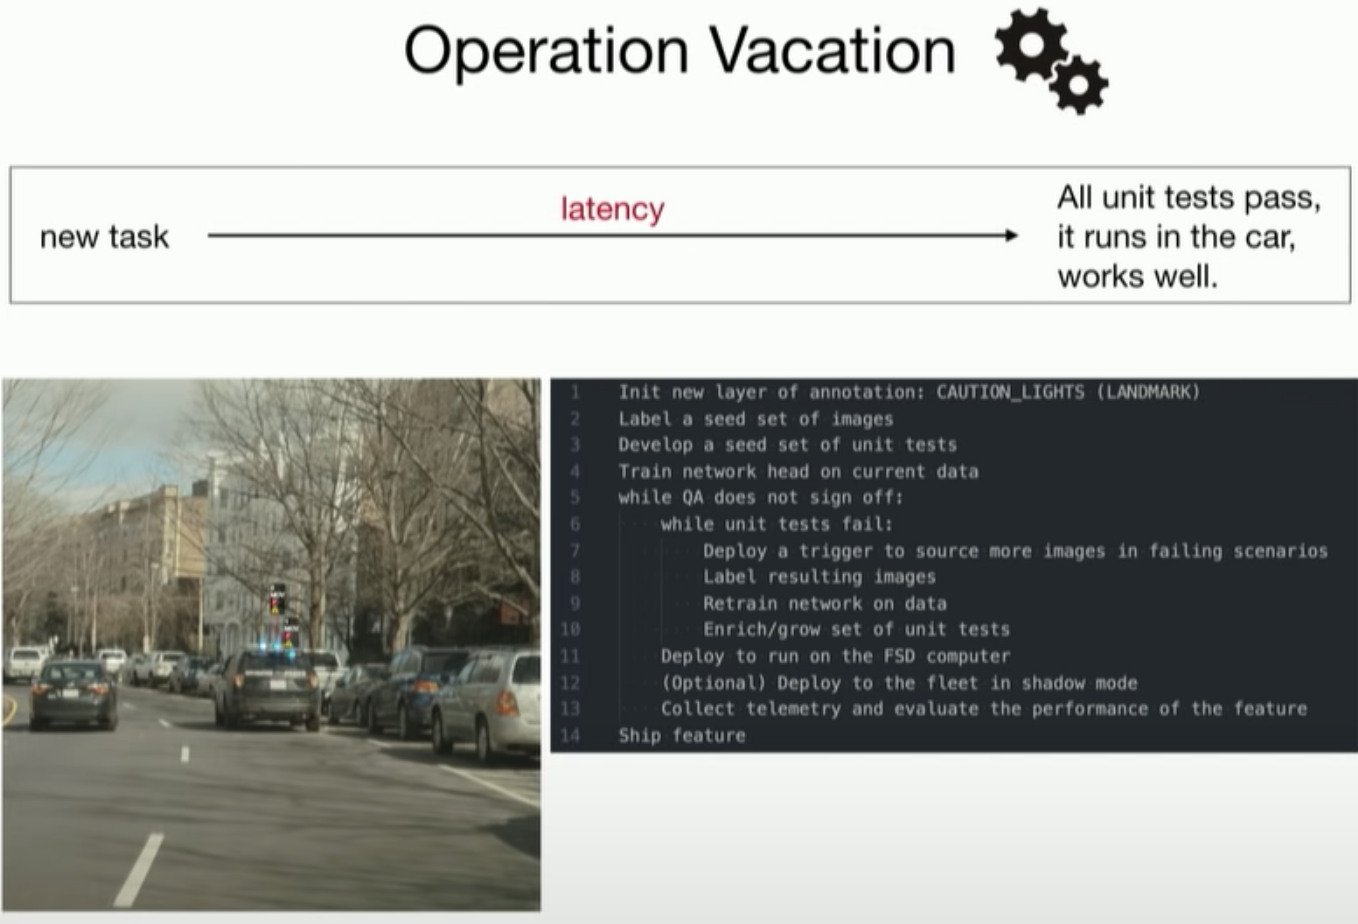 Operation Vacation
new task
latency
All unit tests pass,
it runs in the car,
works well.
1 Init new layer of annotation: CAUTION_LIGHTS (LANDMARK)
2 Label a seed set of images
3 Develop a seed set of unit tests
4 Train network head on current data
5 while QA does not sign off:
6 while unit tests fail:
7 Deploy a trigger to source more images in failing scenarios
8 Label resulting images
9 Retrain network on data
10 Enrich/grow set of unit tests
11 Deploy to run on the FSD computer
12 (Optional) Deploy to the fleet in shadow mode
13 Collect telemetry and evaluate the performance of the feature
14 Ship feature